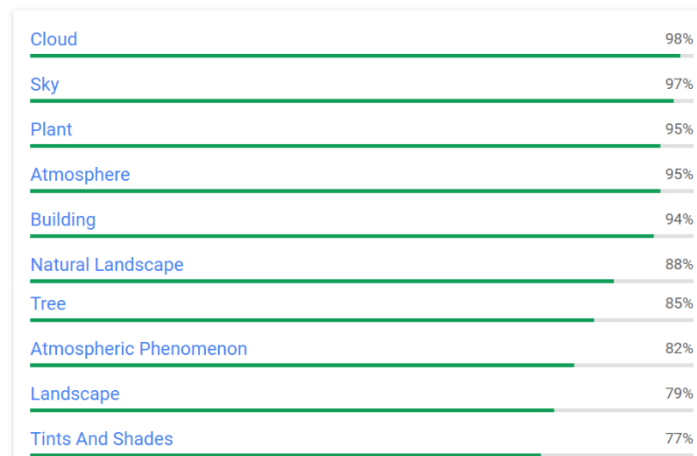 Cloud 98%
Sky 97%
Plant 95%
Atmosphere 95%
Building 94%
Natural Landscape 88%
Tree 85%
Atmospheric Phenomenon 82%
Landscape 79%
Tints And Shades 77%